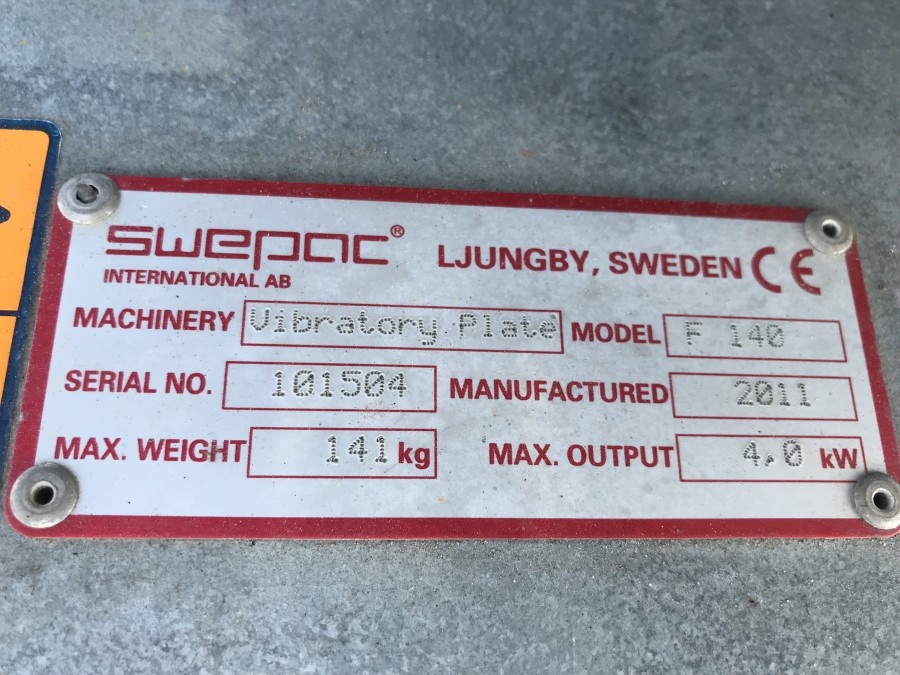 swepac® LJUNGBY, SWEDEN CE
INTERNATIONAL AB
MACHINERY Vibratory Plate MODEL F 140
SERIAL NO. 101504 MANUFACTURED 2011
MAX. WEIGHT 141 kg MAX. OUTPUT 4,0 kW